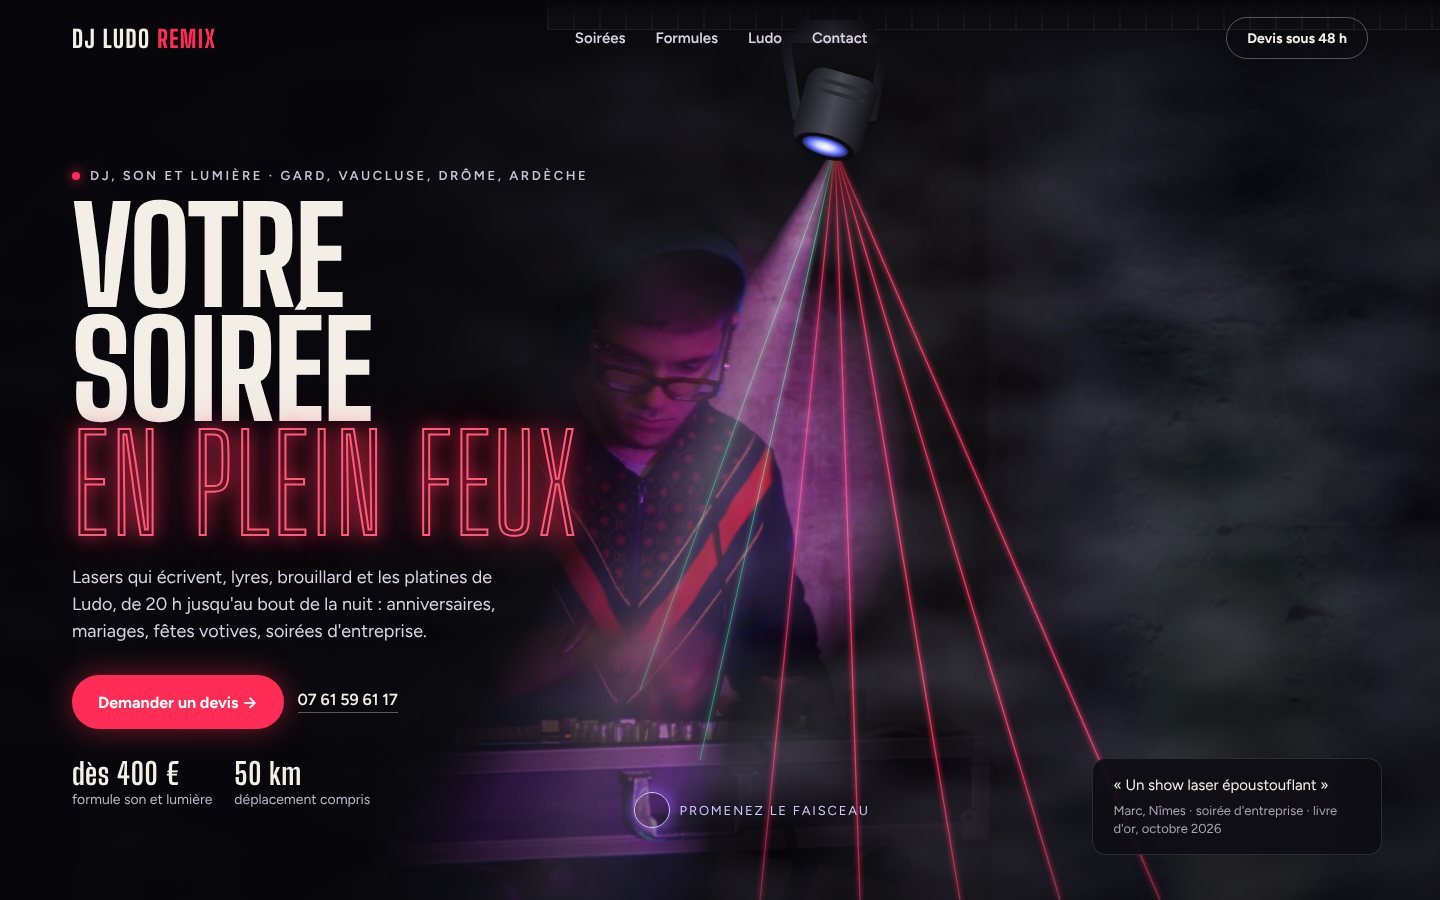 DJ LUDO REMIX
Soirées
Formules
Ludo
Contact
Devis sous 48 h
DJ, SON ET LUMIÈRE · GARD, VAUCLUSE, DRÔME, ARDÈCHE
VOTRE
SOIRÉE
EN PLEIN FEUX
Lasers qui écrivent, lyres, brouillard et les platines de
Ludo, de 20 h jusqu'au bout de la nuit : anniversaires,
mariages, fêtes votives, soirées d'entreprise.
Demander un devis →
07 61 59 61 17
dès 400 €
formule son et lumière
50 km
déplacement compris
PROMENEZ LE FAISCEAU
« Un show laser époustouflant »
Marc, Nîmes · soirée d'entreprise · livre
d'or, octobre 2026